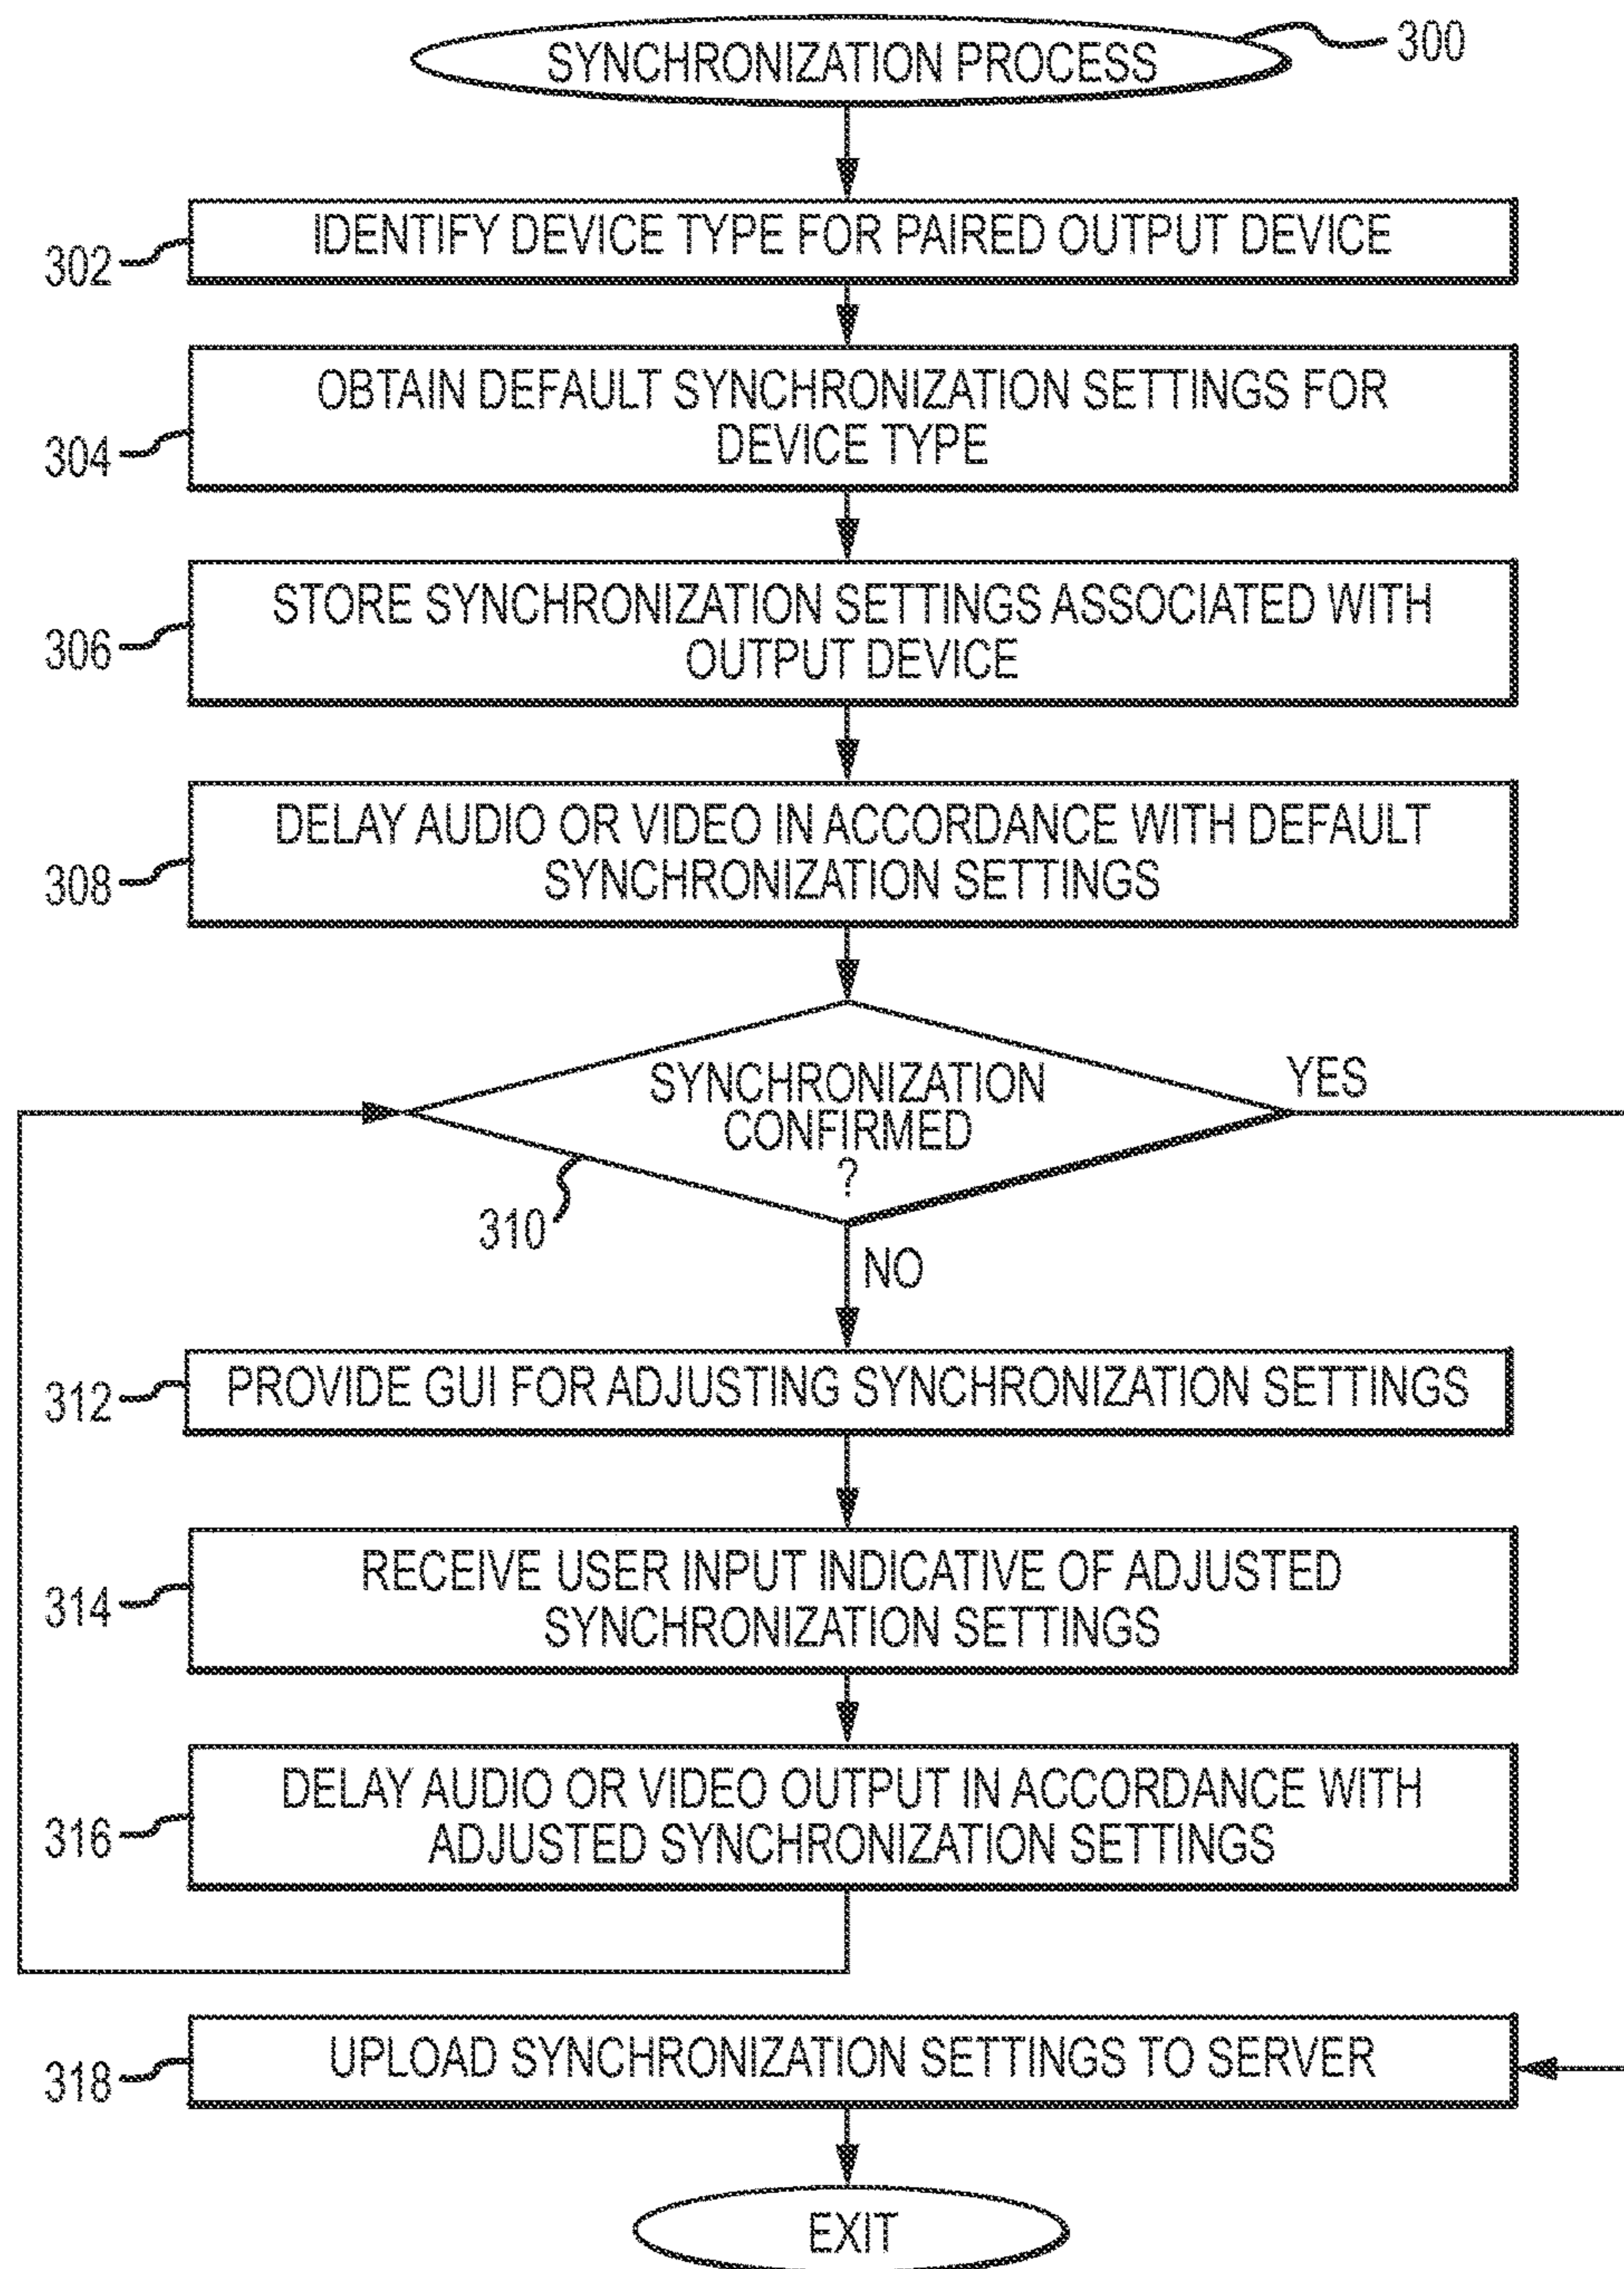 SYNCHRONIZATION PROCESS
300
IDENTIFY DEVICE TYPE FOR PAIRED OUTPUT DEVICE
302
OBTAIN DEFAULT SYNCHRONIZATION SETTINGS FOR
DEVICE TYPE
304
STORE SYNCHRONIZATION SETTINGS ASSOCIATED WITH
OUTPUT DEVICE
306
DELAY AUDIO OR VIDEO IN ACCORDANCE WITH DEFAULT
SYNCHRONIZATION SETTINGS
308
SYNCHRONIZATION
CONFIRMED
?
YES
310
NO
PROVIDE GUI FOR ADJUSTING SYNCHRONIZATION SETTINGS
312
RECEIVE USER INPUT INDICATIVE OF ADJUSTED
SYNCHRONIZATION SETTINGS
314
DELAY AUDIO OR VIDEO OUTPUT IN ACCORDANCE WITH
ADJUSTED SYNCHRONIZATION SETTINGS
316
UPLOAD SYNCHRONIZATION SETTINGS TO SERVER
318
EXIT